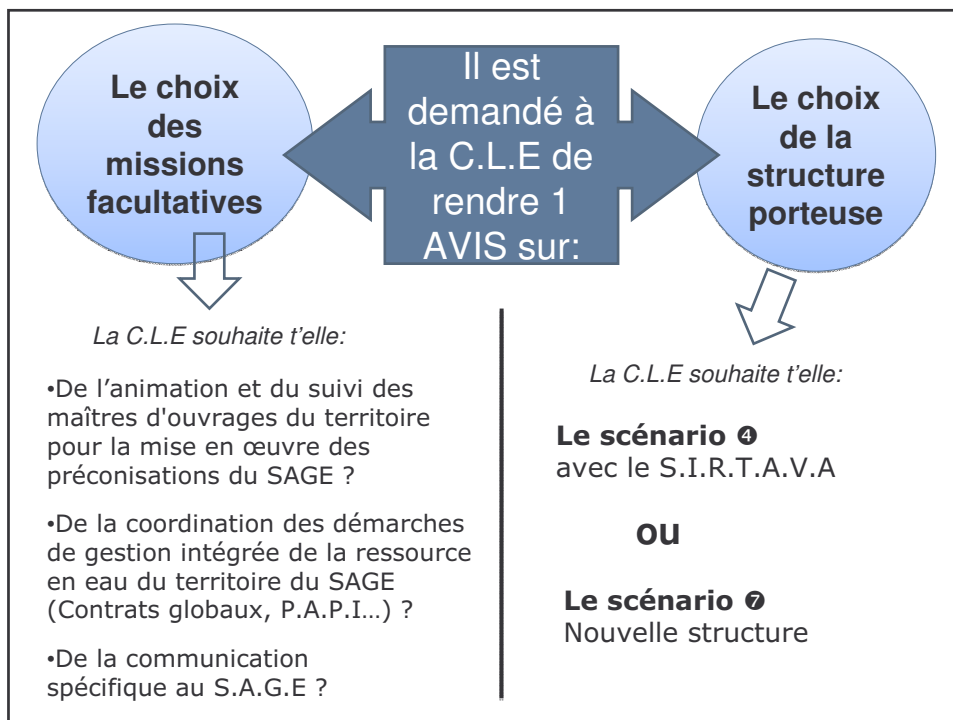 Le choix
des
missions
facultatives
Il est
demandé à
la C.L.E de
rendre 1
AVIS sur:
Le choix
de la
structure
porteuse
La C.L.E souhaite t'elle:
•De l'animation et du suivi des
maîtres d'ouvrages du territoire
pour la mise en œuvre des
préconisations du SAGE ?
•De la coordination des démarches
de gestion intégrée de la ressource
en eau du territoire du SAGE
(Contrats globaux, P.A.P.I…) ?
•De la communication
spécifique au S.A.G.E ?
La C.L.E souhaite t'elle:
Le scénario ❹
avec le S.I.R.T.A.V.A
ou
Le scénario ❼
Nouvelle structure